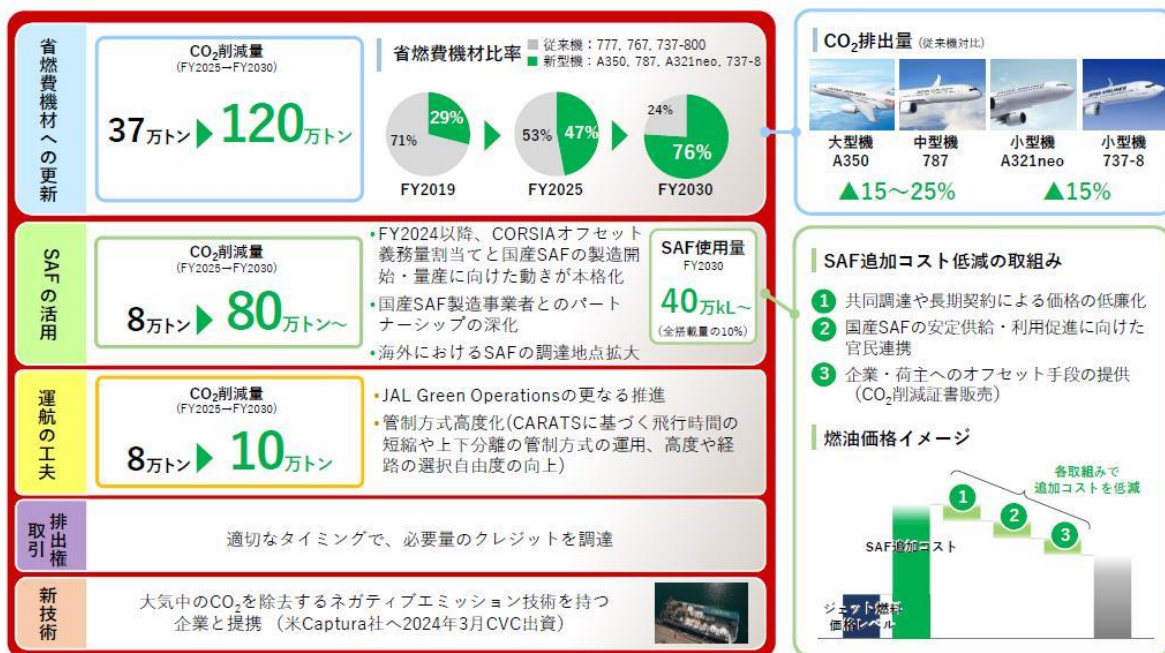 省燃費機材への更新
CO₂削減量
(FY2025→FY2030)
37万トン
120万トン
省燃費機材比率
従来機：777, 767, 737-800
新型機：A350, 787, A321neo, 737-8
71%
29%
FY2019
53%
47%
FY2025
24%
76%
FY2030
CO₂排出量 (従来機対比)
大型機
A350
中型機
787
小型機
A321neo
小型機
737-8
▲15～25%
▲15%
SAFの活用
CO₂削減量
(FY2025→FY2030)
8万トン
80万トン～
•FY2024以降、CORSIAオフセット
義務量割当てと国産SAFの製造開
始・量産に向けた動きが本格化
•国産SAF製造事業者とのパート
ナーシップの深化
•海外におけるSAFの調達地点拡大
SAF使用量
FY2030
40万kL～
(全搭載量の10%)
運航の工夫
CO₂削減量
(FY2025→FY2030)
8万トン
10万トン
•JAL Green Operationsの更なる推進
•管制方式高度化(CARATSに基づく飛行時間の
短縮や上下分離の管制方式の運用、高度や経
路の選択自由度の向上)
排出権
取引
適切なタイミングで、必要量のクレジットを調達
新技術
大気中のCO₂を除去するネガティブエミッション技術を持つ
企業と提携 （米Captura社へ2024年3月CVC出資）
SAF追加コスト低減の取組み
1 共同調達や長期契約による価格の低廉化
2 国産SAFの安定供給・利用促進に向けた
官民連携
3 企業・荷主へのオフセット手段の提供
（CO₂削減証書販売）
燃油価格イメージ
各取組みで
追加コストを低減
1
2
3
SAF追加コスト
ジェット燃料
価格レベル